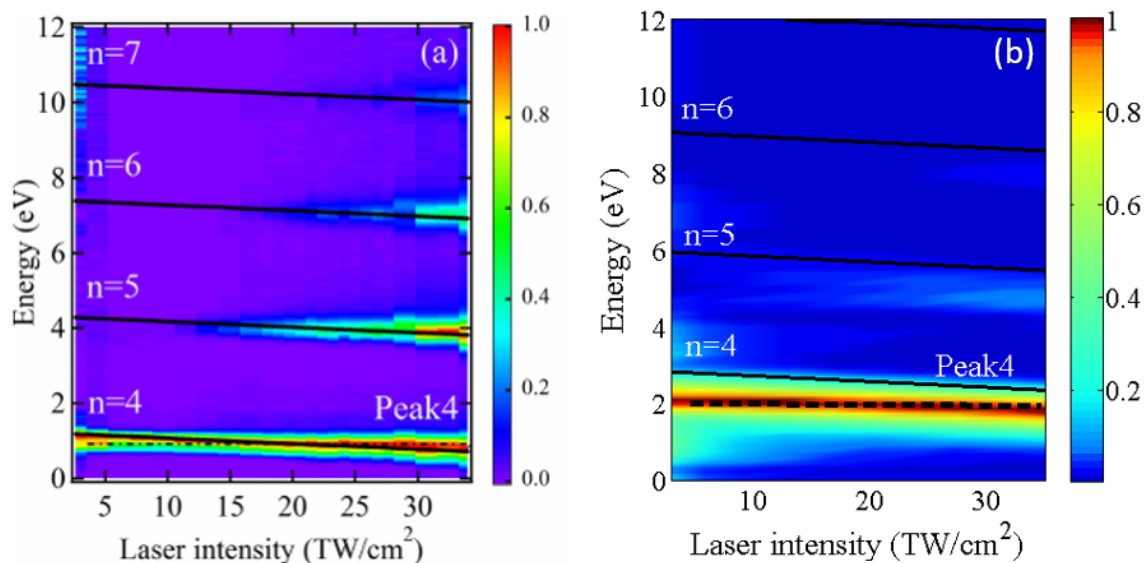 (a)
12
10
8
6
4
2
0
Energy (eV)
n=7
n=6
n=5
n=4
Peak4
5 10 15 20 25 30
Laser intensity (TW/cm²)
1.0
0.8
0.6
0.4
0.2
0.0
(b)
12
10
8
6
4
2
0
Energy (eV)
n=6
n=5
n=4
Peak4
10 20 30
Laser intensity (TW/cm²)
1
0.8
0.6
0.4
0.2